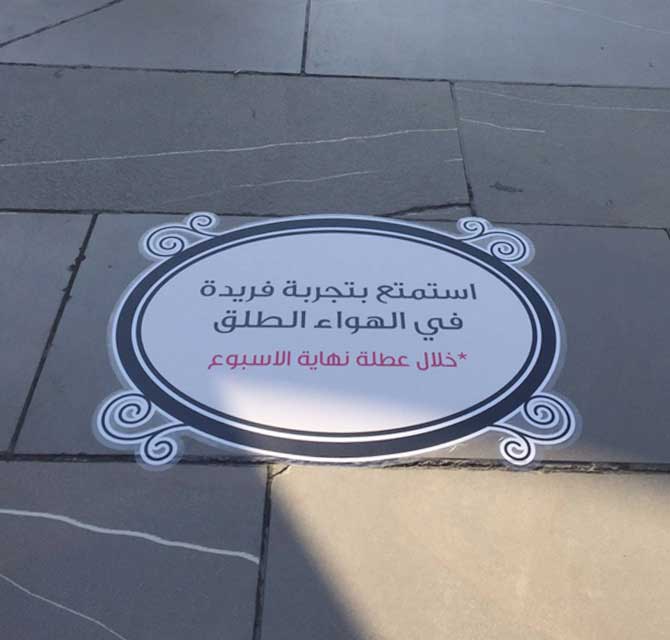 استمتع بتجربة فريدة
في الهواء الطلق
*خلال عطلة نهاية الاسبوع